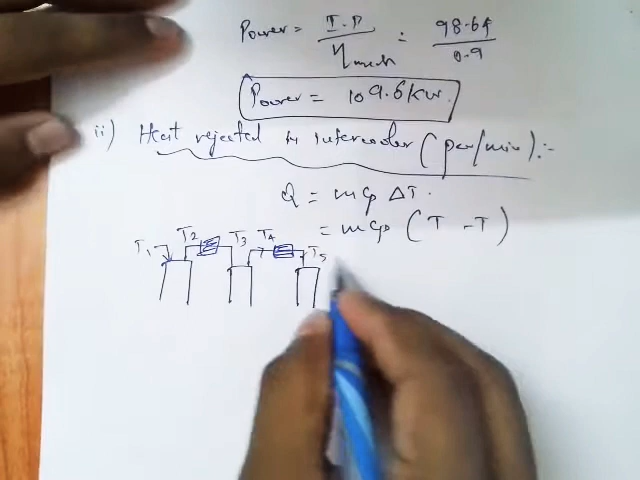 Power = I.P / ηmech = 98.64 / 0.9
Power = 109.6 kW.
ii) Heat rejected in intercooler (per/min):-
Q = mCp ΔT.
= mCp (T - T)
T1 T2 T3 T4 T5